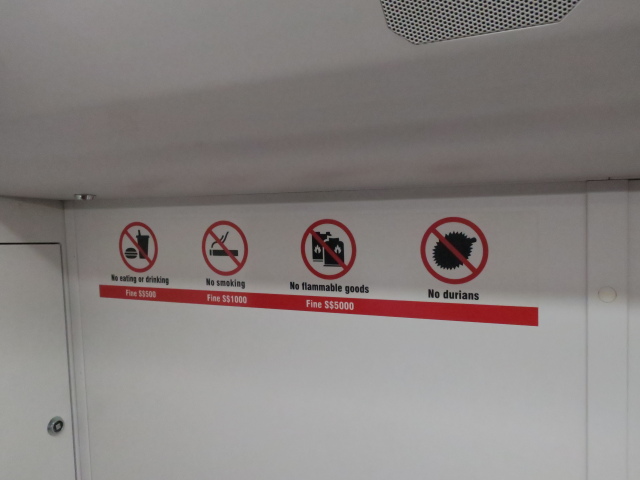 No eating or drinking
Fine S$500
No smoking
Fine S$1000
No flammable goods
Fine S$5000
No durians